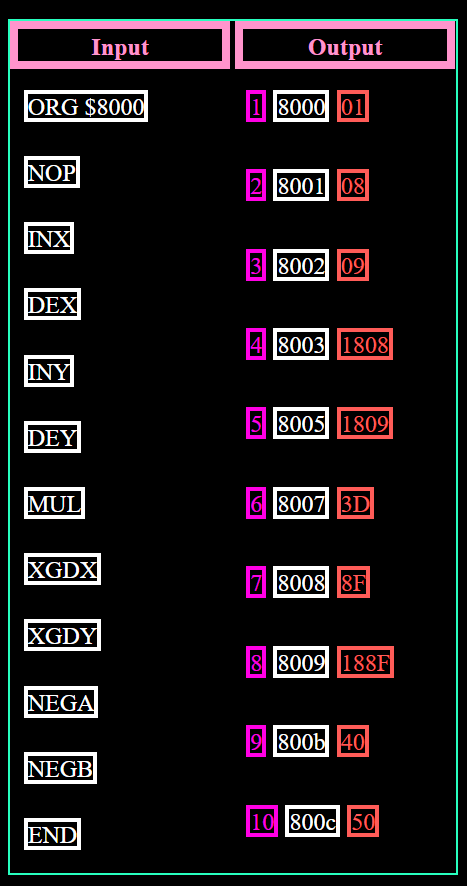 Input
ORG $8000
NOP
INX
DEX
INY
DEY
MUL
XGDX
XGDY
NEGA
NEGB
END
Output
1 8000 01
2 8001 08
3 8002 09
4 8003 1808
5 8005 1809
6 8007 3D
7 8008 8F
8 8009 188F
9 800b 40
10 800c 50